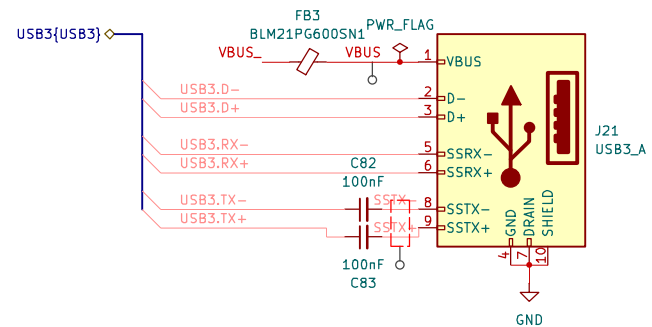 FB3
BLM21PG600SN1
PWR_FLAG
USB3{USB3}
VBUS_
VBUS
1
VBUS
USB3.D-
2
D-
USB3.D+
3
D+
J21
USB3_A
USB3.RX-
5
SSRX-
USB3.RX+
6
SSRX+
C82
100nF
USB3.TX-
SSTX-
8
SSTX-
USB3.TX+
SSTX+
9
SSTX+
GND
DRAIN
SHIELD
4
7
10
100nF
C83
GND